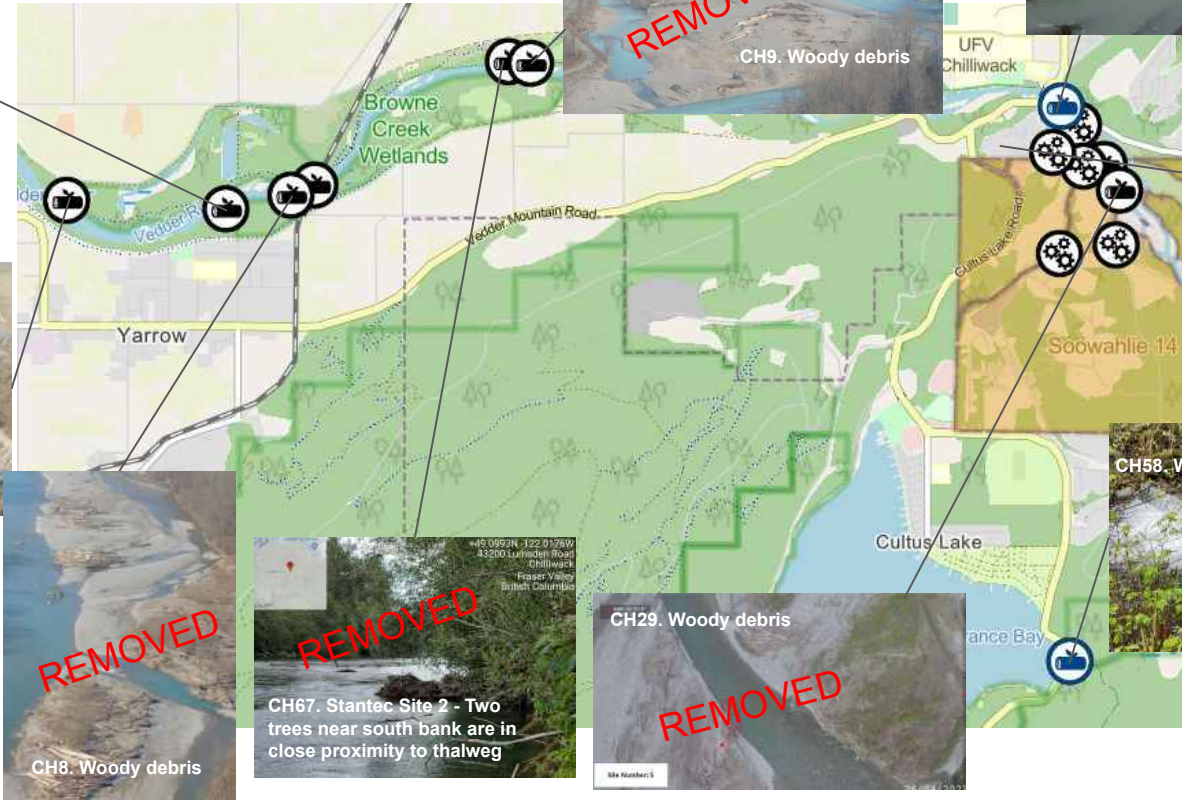 REMOVED
CH9. Woody debris
UFV
Chilliwack
Browne
Creek
Wetlands
Vedder Mountain Road
Cultus Lake Road
Yarrow
Soowahlie 14
Cultus Lake
CH58. W
REMOVED
CH8. Woody debris
+49.0993N -122.0176W
43200 Lumsden Road
Chilliwack
Fraser Valley
British Columbia
REMOVED
CH67. Stantec Site 2 - Two
trees near south bank are in
close proximity to thalweg
CH29. Woody debris
REMOVED
Site Number: 5
rance Bay